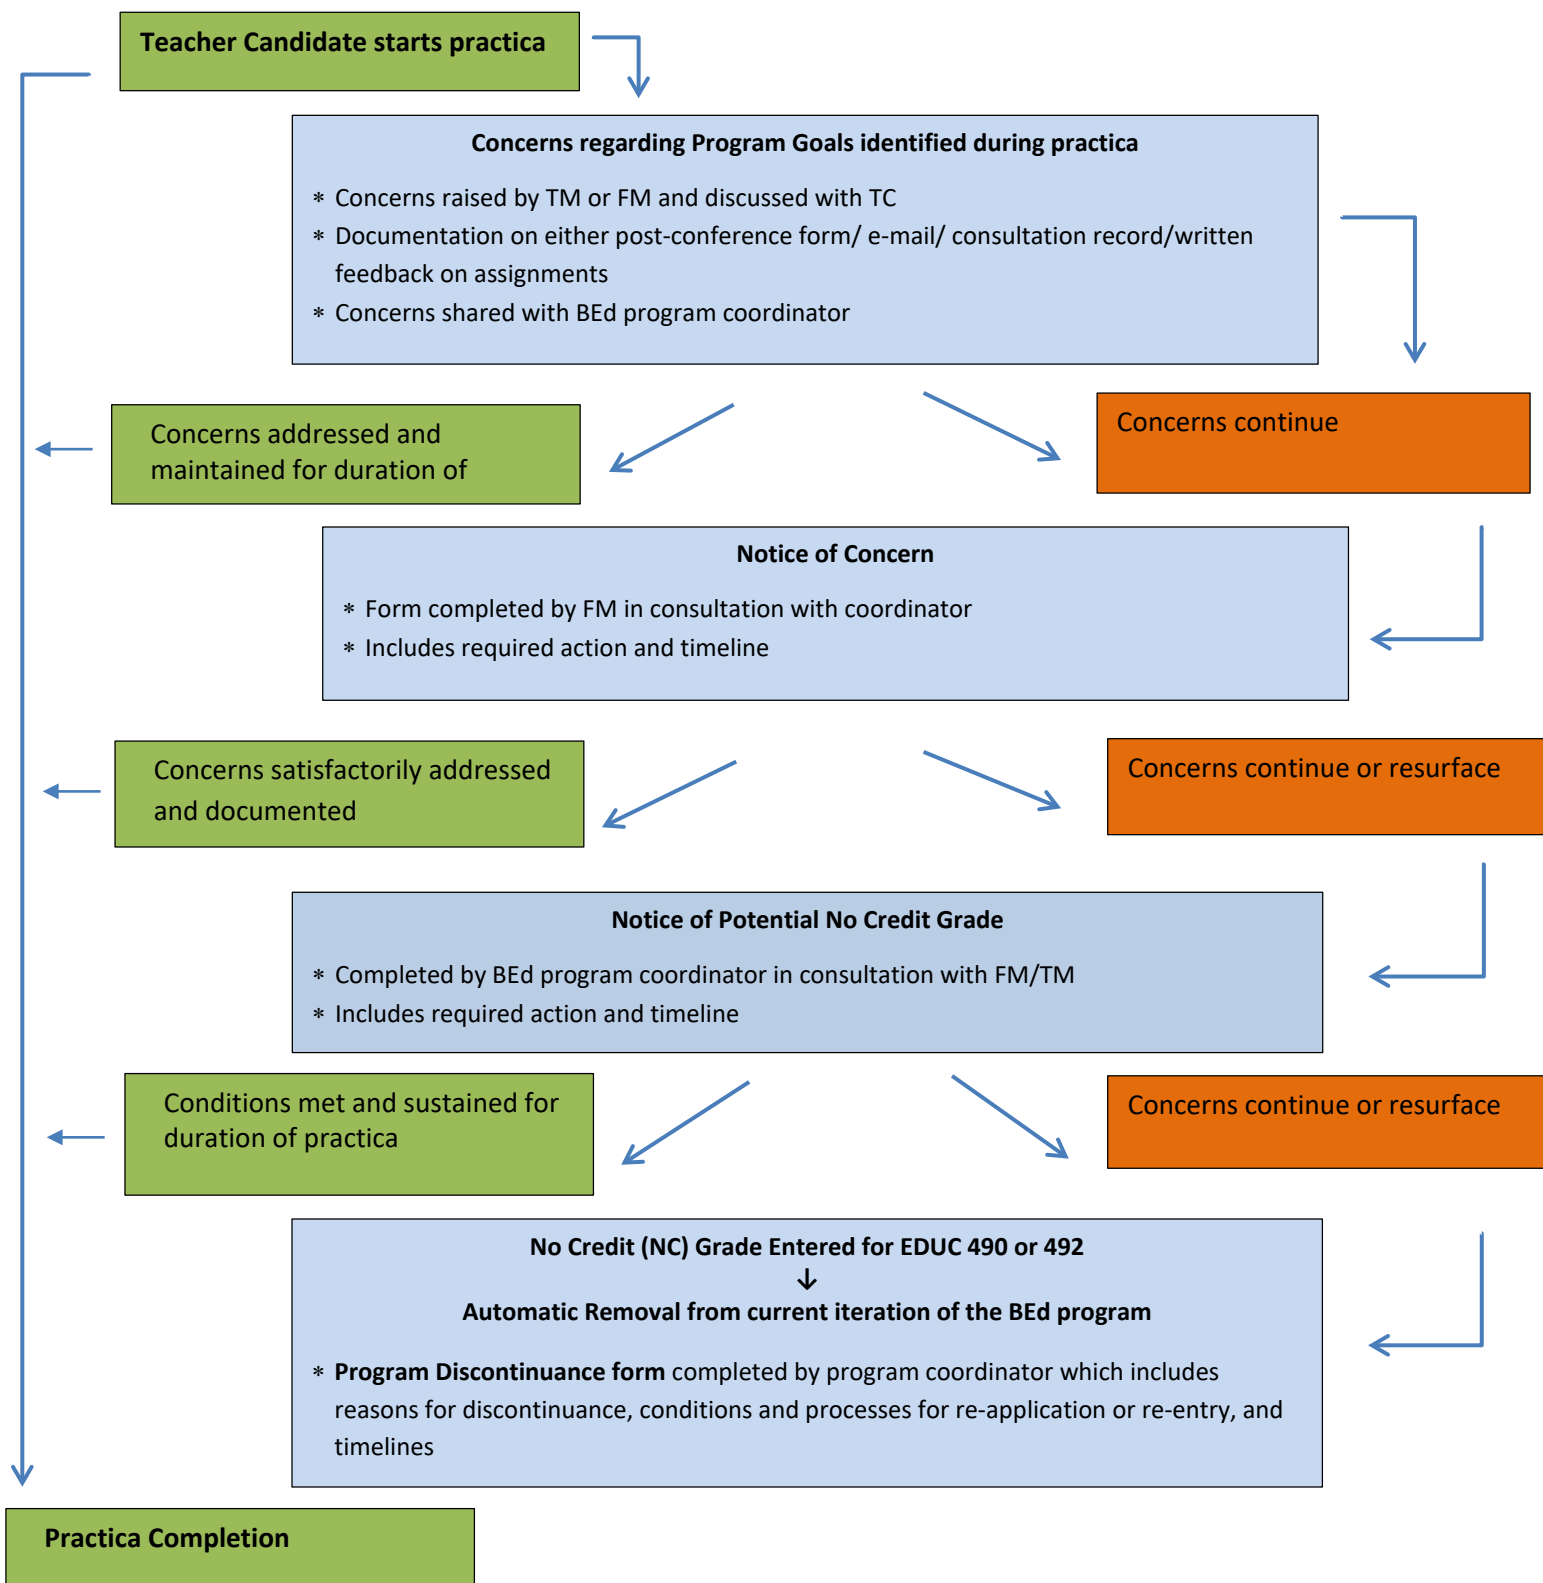 Teacher Candidate starts practica
Concerns regarding Program Goals identified during practica
* Concerns raised by TM or FM and discussed with TC
* Documentation on either post-conference form/ e-mail/ consultation record/written
feedback on assignments
* Concerns shared with BEd program coordinator
Concerns addressed and
maintained for duration of
Concerns continue
Notice of Concern
* Form completed by FM in consultation with coordinator
* Includes required action and timeline
Concerns satisfactorily addressed
and documented
Concerns continue or resurface
Notice of Potential No Credit Grade
* Completed by BEd program coordinator in consultation with FM/TM
* Includes required action and timeline
Conditions met and sustained for
duration of practica
Concerns continue or resurface
No Credit (NC) Grade Entered for EDUC 490 or 492
↓
Automatic Removal from current iteration of the BEd program
* Program Discontinuance form completed by program coordinator which includes
reasons for discontinuance, conditions and processes for re-application or re-entry, and
timelines
Practica Completion